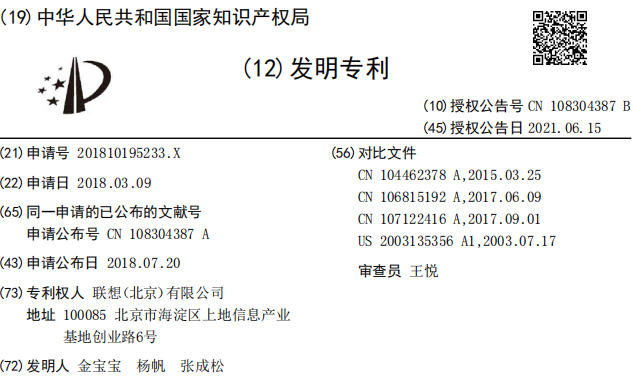 (19)中华人民共和国国家知识产权局
(12)发明专利
(10)授权公告号 CN 108304387 B
(45)授权公告日 2021.06.15
(21)申请号 201810195233.X
(22)申请日 2018.03.09
(65)同一申请的已公布的文献号
申请公布号 CN 108304387 A
(43)申请公布日 2018.07.20
(73)专利权人 联想(北京)有限公司
地址 100085 北京市海淀区上地信息产业
基地创业路6号
(72)发明人 金宝宝 杨帆 张成松
(56)对比文件
CN 104462378 A,2015.03.25
CN 106815192 A,2017.06.09
CN 107122416 A,2017.09.01
US 2003135356 A1,2003.07.17
审查员 王悦